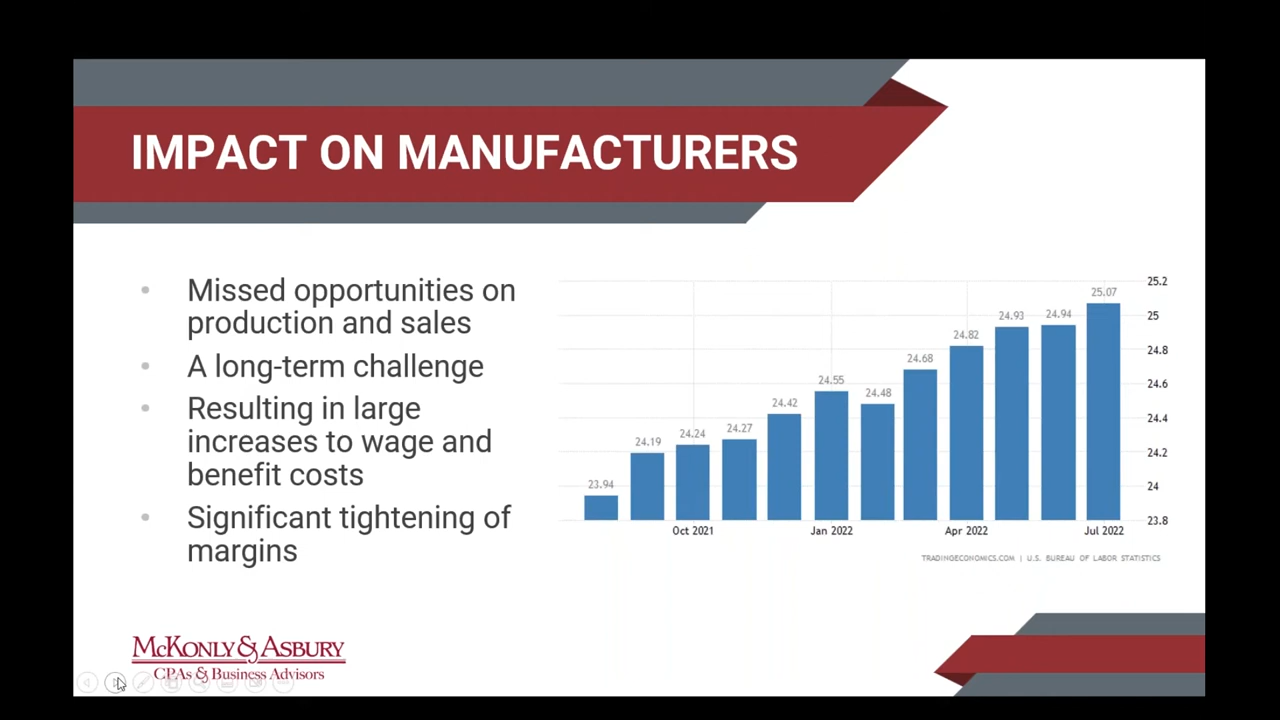 IMPACT ON MANUFACTURERS
• Missed opportunities on
production and sales
• A long-term challenge
• Resulting in large
increases to wage and
benefit costs
• Significant tightening of
margins
25.2
25
24.8
24.6
24.4
24.2
24
23.8
23.94
24.19
24.24
24.27
24.42
24.55
24.48
24.68
24.82
24.93
24.94
25.07
Oct 2021 Jan 2022 Apr 2022 Jul 2022
TRADINGECONOMICS.COM | U.S. BUREAU OF LABOR STATISTICS
McKonly & Asbury
CPAs & Business Advisors